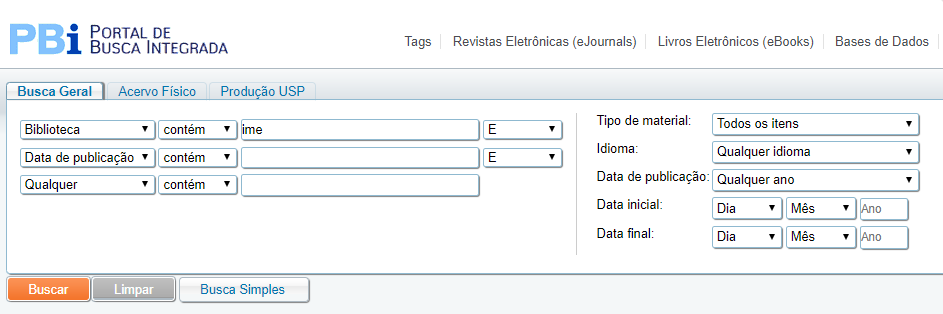 PBi PORTAL DE
BUSCA INTEGRADA
Tags Revistas Eletrônicas (eJournals) Livros Eletrônicos (eBooks) Bases de Dados
Busca Geral Acervo Físico Produção USP
Biblioteca contém ime E
Data de publicação contém E
Qualquer contém
Tipo de material: Todos os itens
Idioma: Qualquer idioma
Data de publicação: Qualquer ano
Data inicial: Dia Mês Ano
Data final: Dia Mês Ano
Buscar Limpar Busca Simples